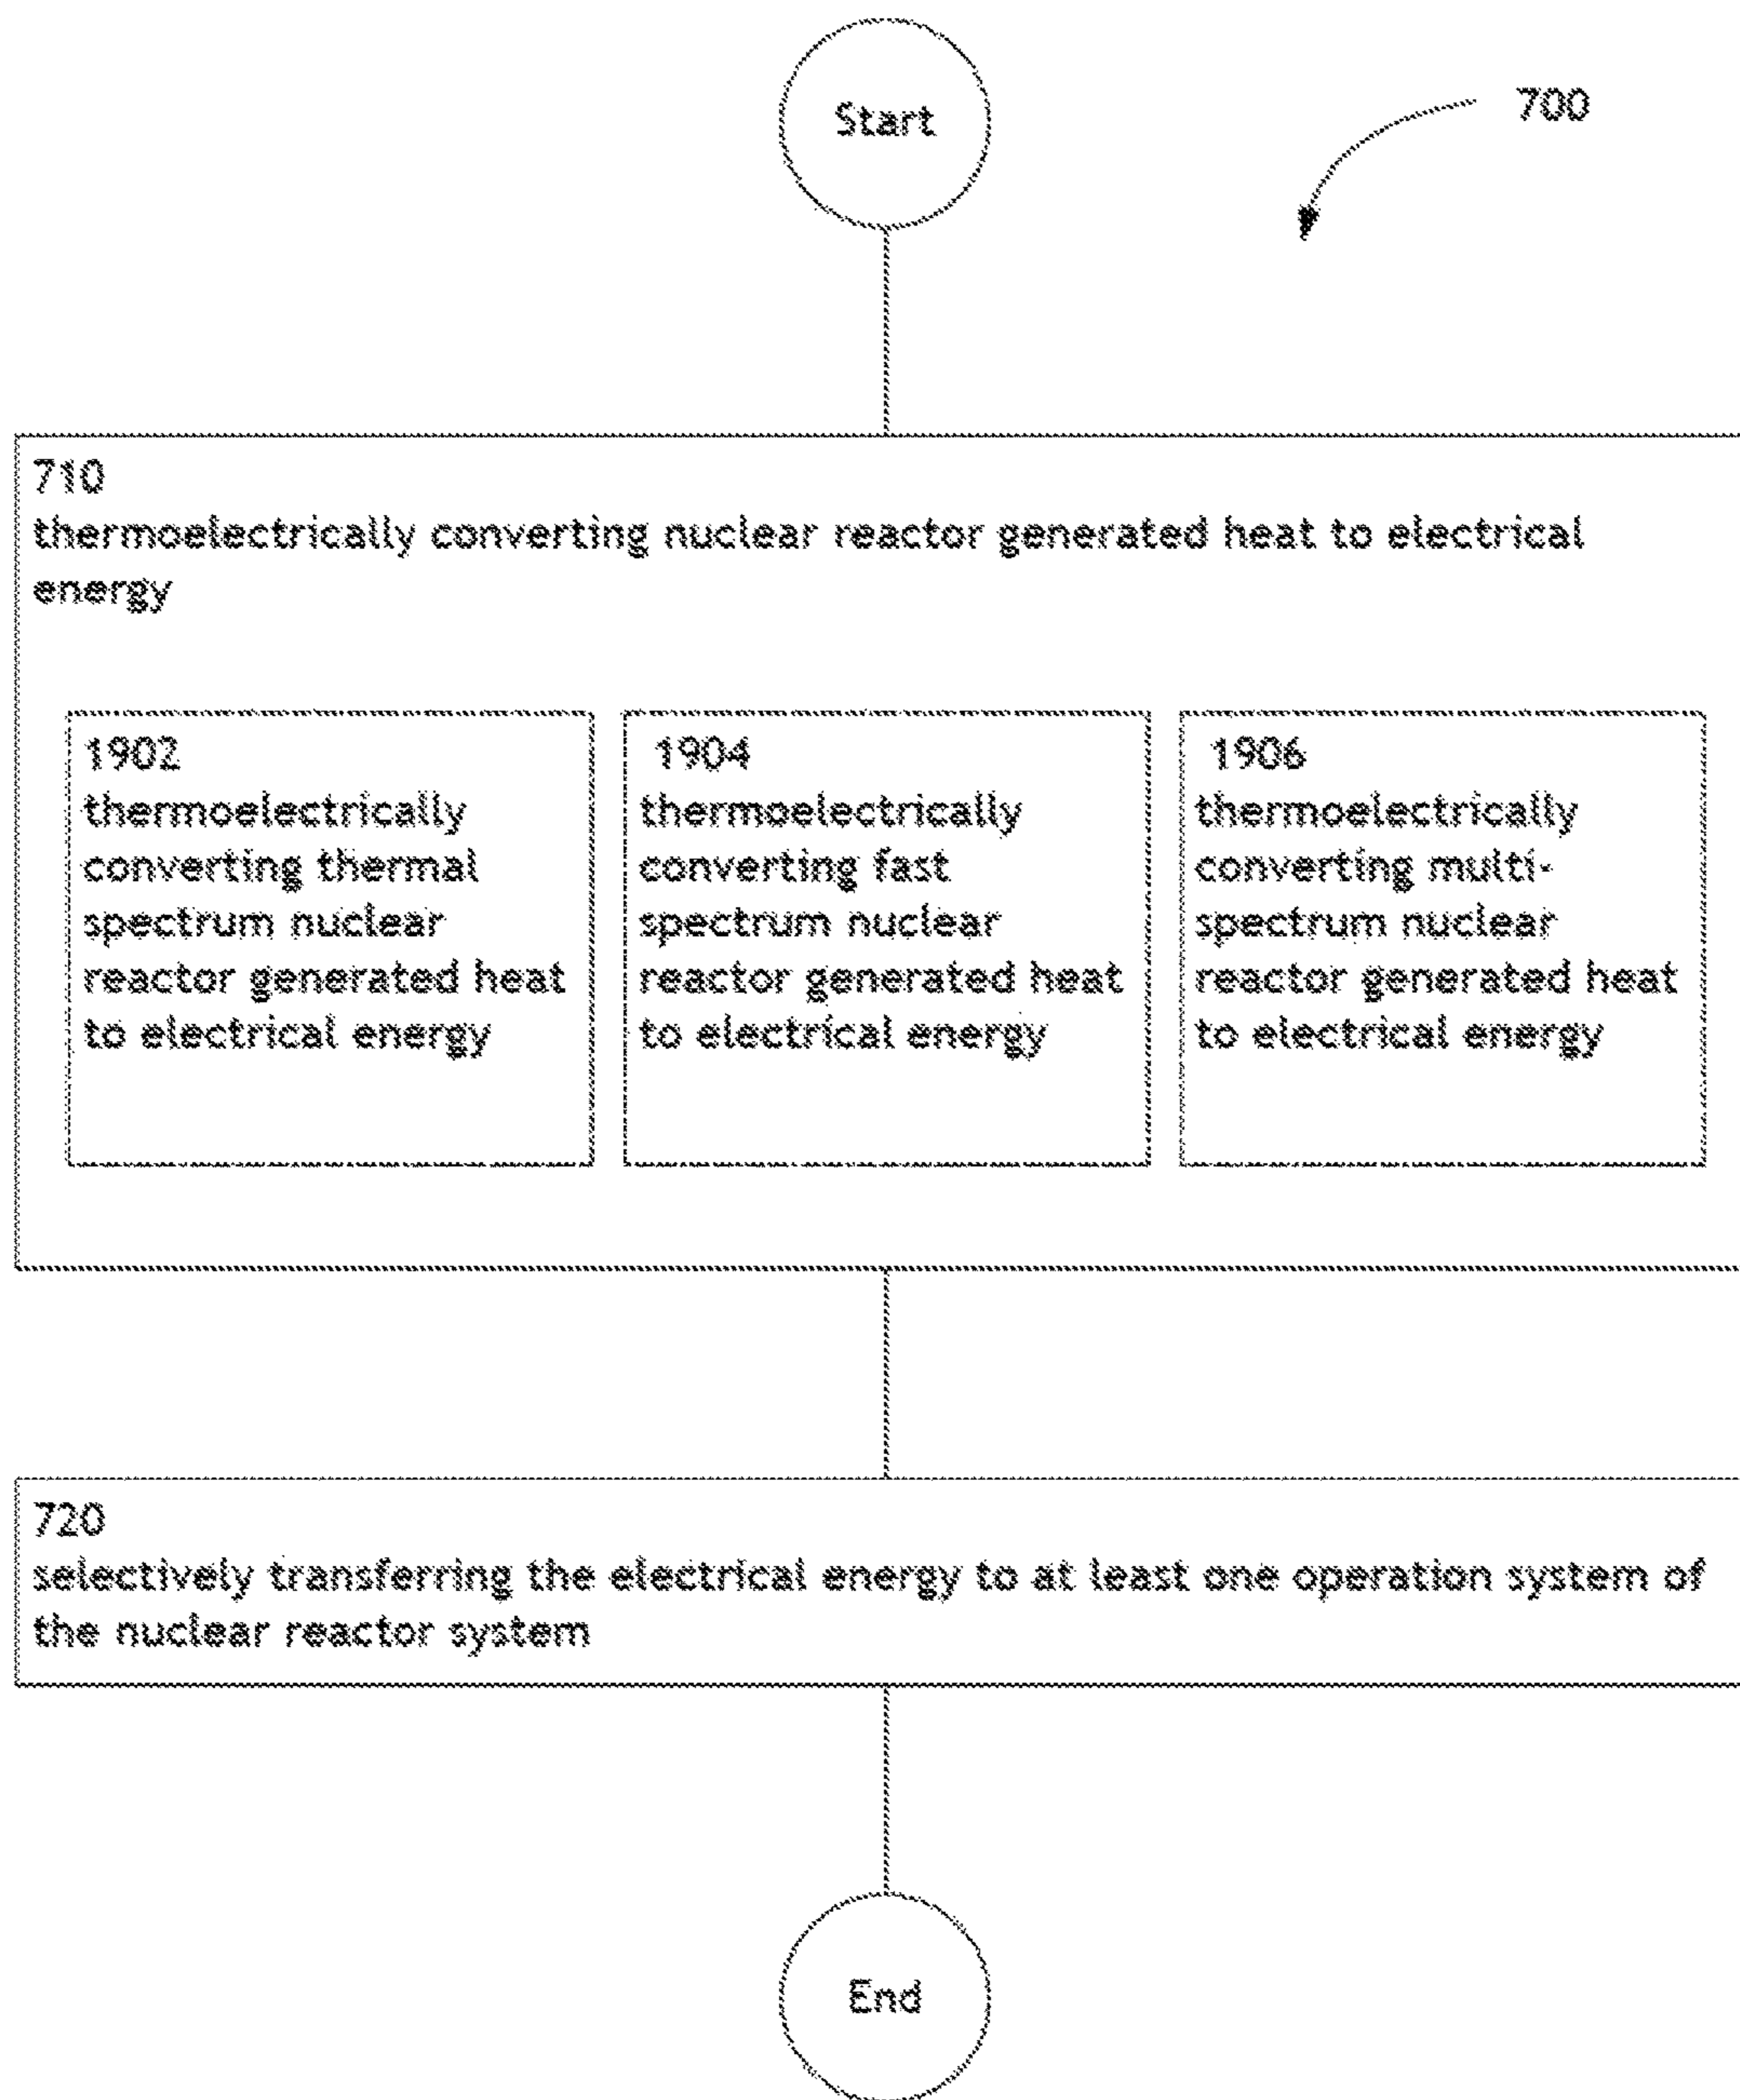 Start
700
710
thermoelectrically converting nuclear reactor generated heat to electrical
energy
1902
thermoelectrically
converting thermal
spectrum nuclear
reactor generated heat
to electrical energy
1904
thermoelectrically
converting fast
spectrum nuclear
reactor generated heat
to electrical energy
1906
thermoelectrically
converting multi-
spectrum nuclear
reactor generated heat
to electrical energy
720
selectively transferring the electrical energy to at least one operation system of
the nuclear reactor system
End